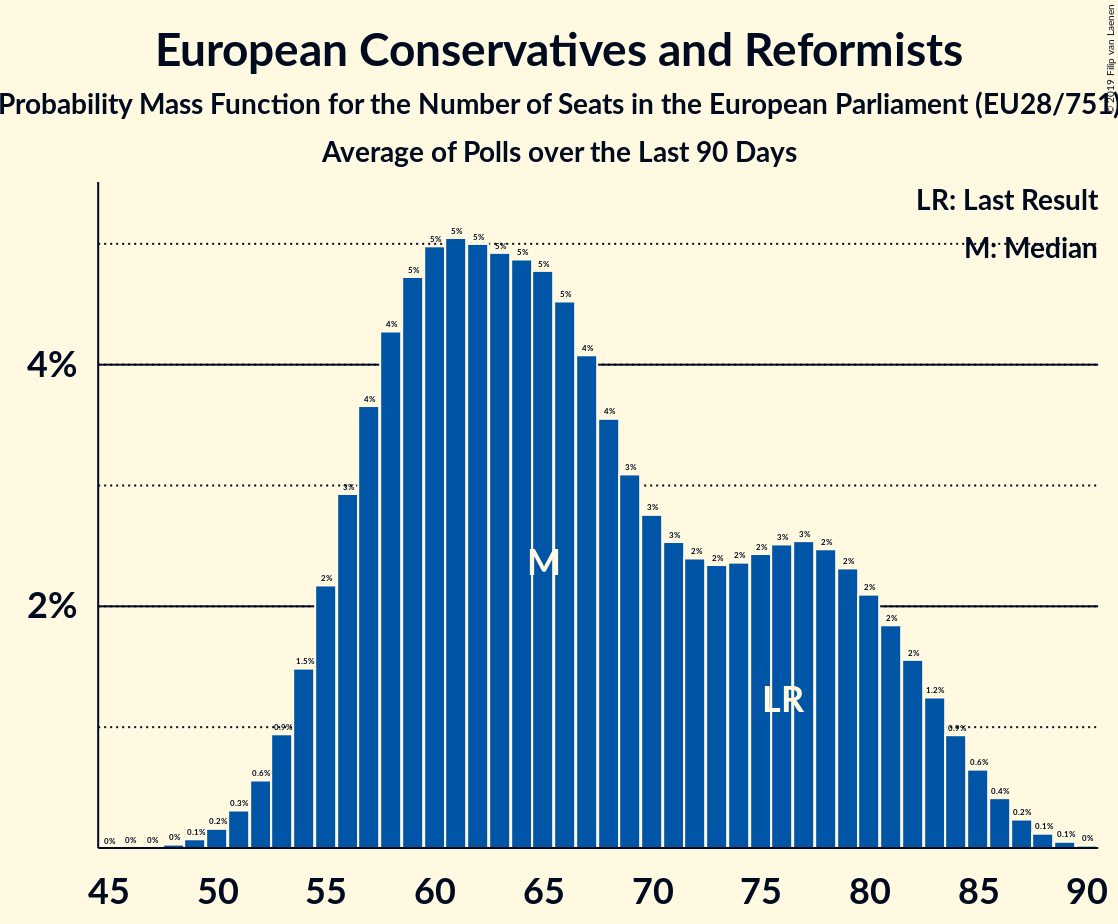 European Conservatives and Reformists
© 2019 Filip van Laenen
Probability Mass Function for the Number of Seats in the European Parliament (EU28/751)
Average of Polls over the Last 90 Days
LR: Last Result
M: Median
5% 5% 5% 5% 5% 5% 5% 5%
4% 4% 4% 4% 4%
4%
3% 3% 3% 3% 2% 2% 2% 2% 3% 3% 2% 2% 2% 2% 2%
M
2%
2%
LR
1.5% 1.2%
0.9% 0.9%
0.6% 0.6%
0.3% 0.4%
0% 0% 0% 0% 0.1% 0.2% 0.2% 0.1% 0.1% 0%
45 50 55 60 65 70 75 80 85 90